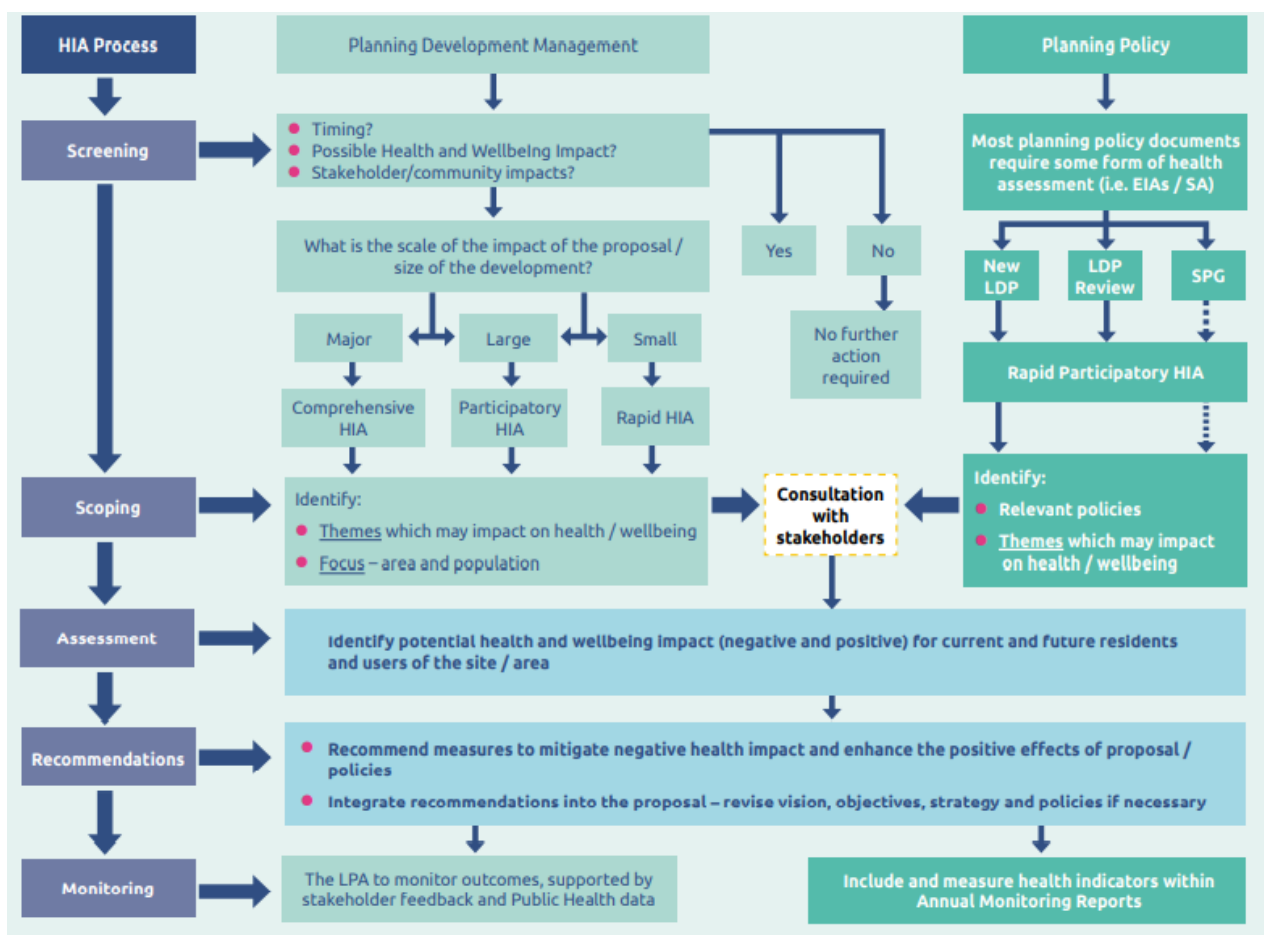 HIA Process
Planning Development Management
Planning Policy
Screening
Timing?
Possible Health and Wellbeing Impact?
Stakeholder/community impacts?
Most planning policy documents
require some form of health
assessment (i.e. EIAs / SA)
What is the scale of the impact of the proposal /
size of the development?
Yes
No
New
LDP
LDP
Review
SPG
Major
Large
Small
No further
action
required
Rapid Participatory HIA
Comprehensive
HIA
Participatory
HIA
Rapid HIA
Scoping
Identify:
Themes which may impact on health / wellbeing
Focus – area and population
Consultation
with
stakeholders
Identify:
Relevant policies
Themes which may impact
on health / wellbeing
Assessment
Identify potential health and wellbeing impact (negative and positive) for current and future residents
and users of the site / area
Recommendations
Recommend measures to mitigate negative health impact and enhance the positive effects of proposal /
policies
Integrate recommendations into the proposal – revise vision, objectives, strategy and policies if necessary
Monitoring
The LPA to monitor outcomes, supported by
stakeholder feedback and Public Health data
Include and measure health indicators within
Annual Monitoring Reports